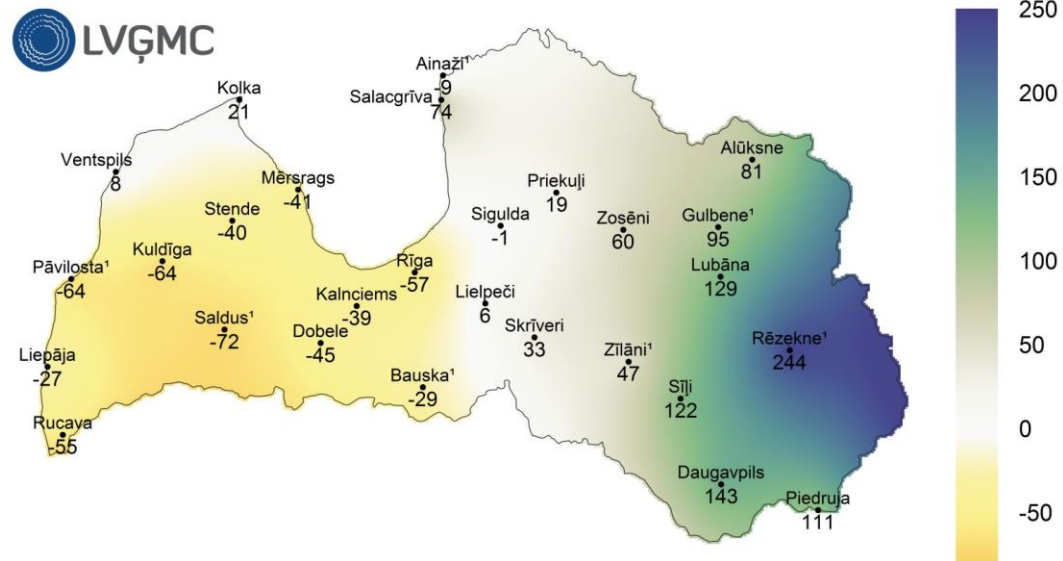 LVĢMC
Kolka
21
Ainaži¹
-9
Salacgrīva
74
Ventspils
8
Mērsrags
-41
Stende
-40
Alūksne
81
Priekuļi
19
Sigulda
-1
Zosēni
60
Gulbene¹
95
Kuldīga
-64
Pāvilosta¹
-64
Rīga
-57
Lubāna
129
Kalnciems
-39
Lielpeči
6
Saldus¹
-72
Dobele
-45
Skrīveri
33
Zīlāni¹
47
Rēzekne¹
244
Liepāja
-27
Bauska¹
-29
Sīļi
122
Rucava
-55
Daugavpils
143
Piedruja
111
250
200
150
100
50
0
-50